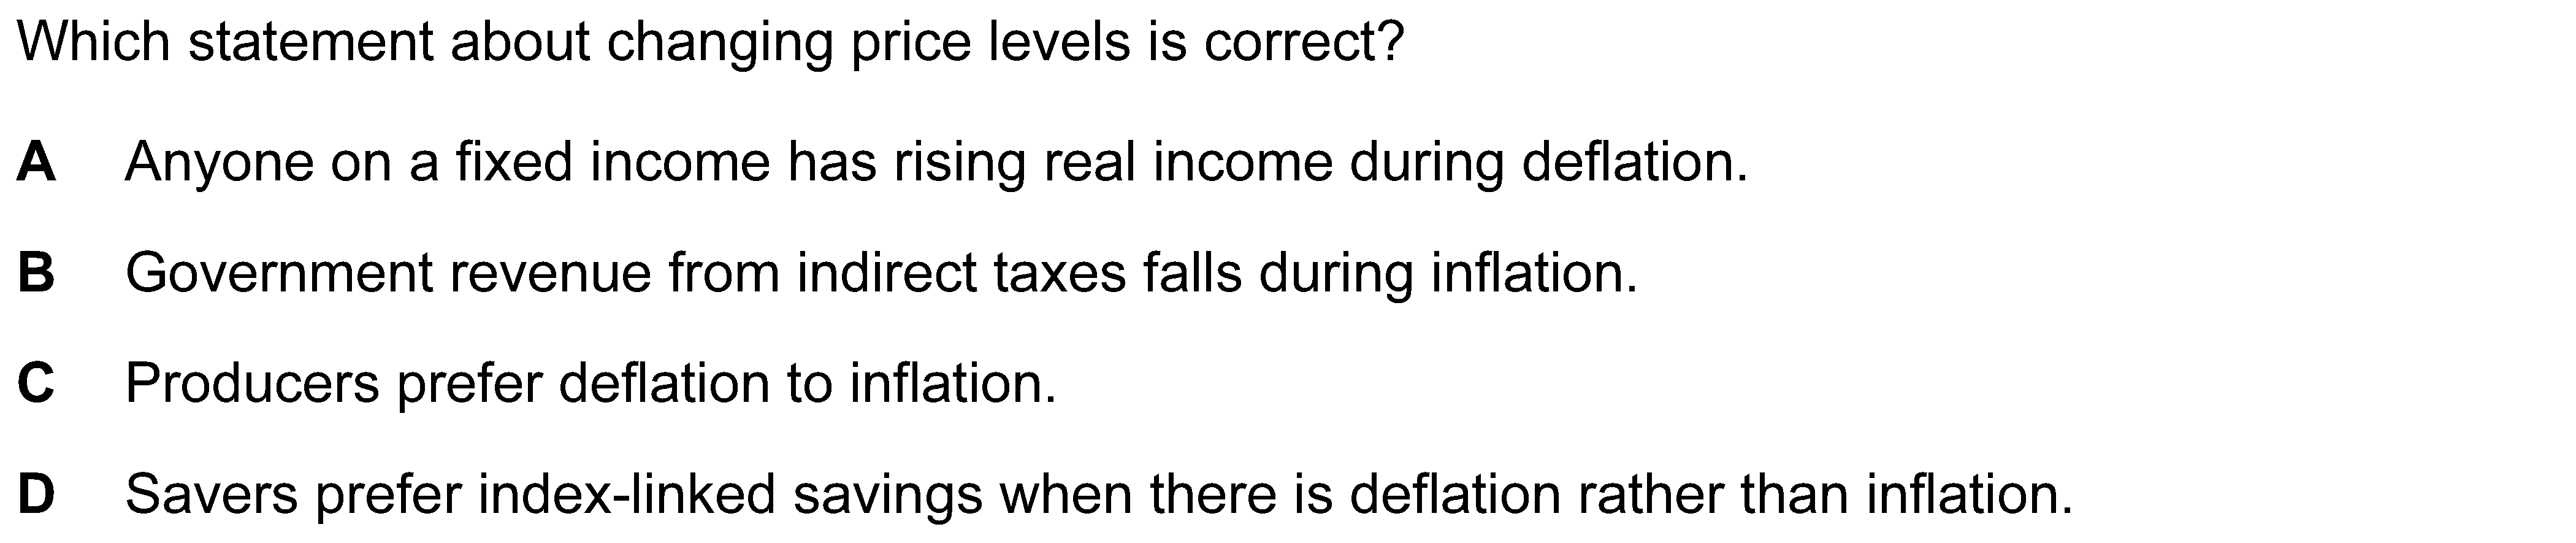 Which statement about changing price levels is correct?
A Anyone on a fixed income has rising real income during deflation.
B Government revenue from indirect taxes falls during inflation.
C Producers prefer deflation to inflation.
D Savers prefer index-linked savings when there is deflation rather than inflation.